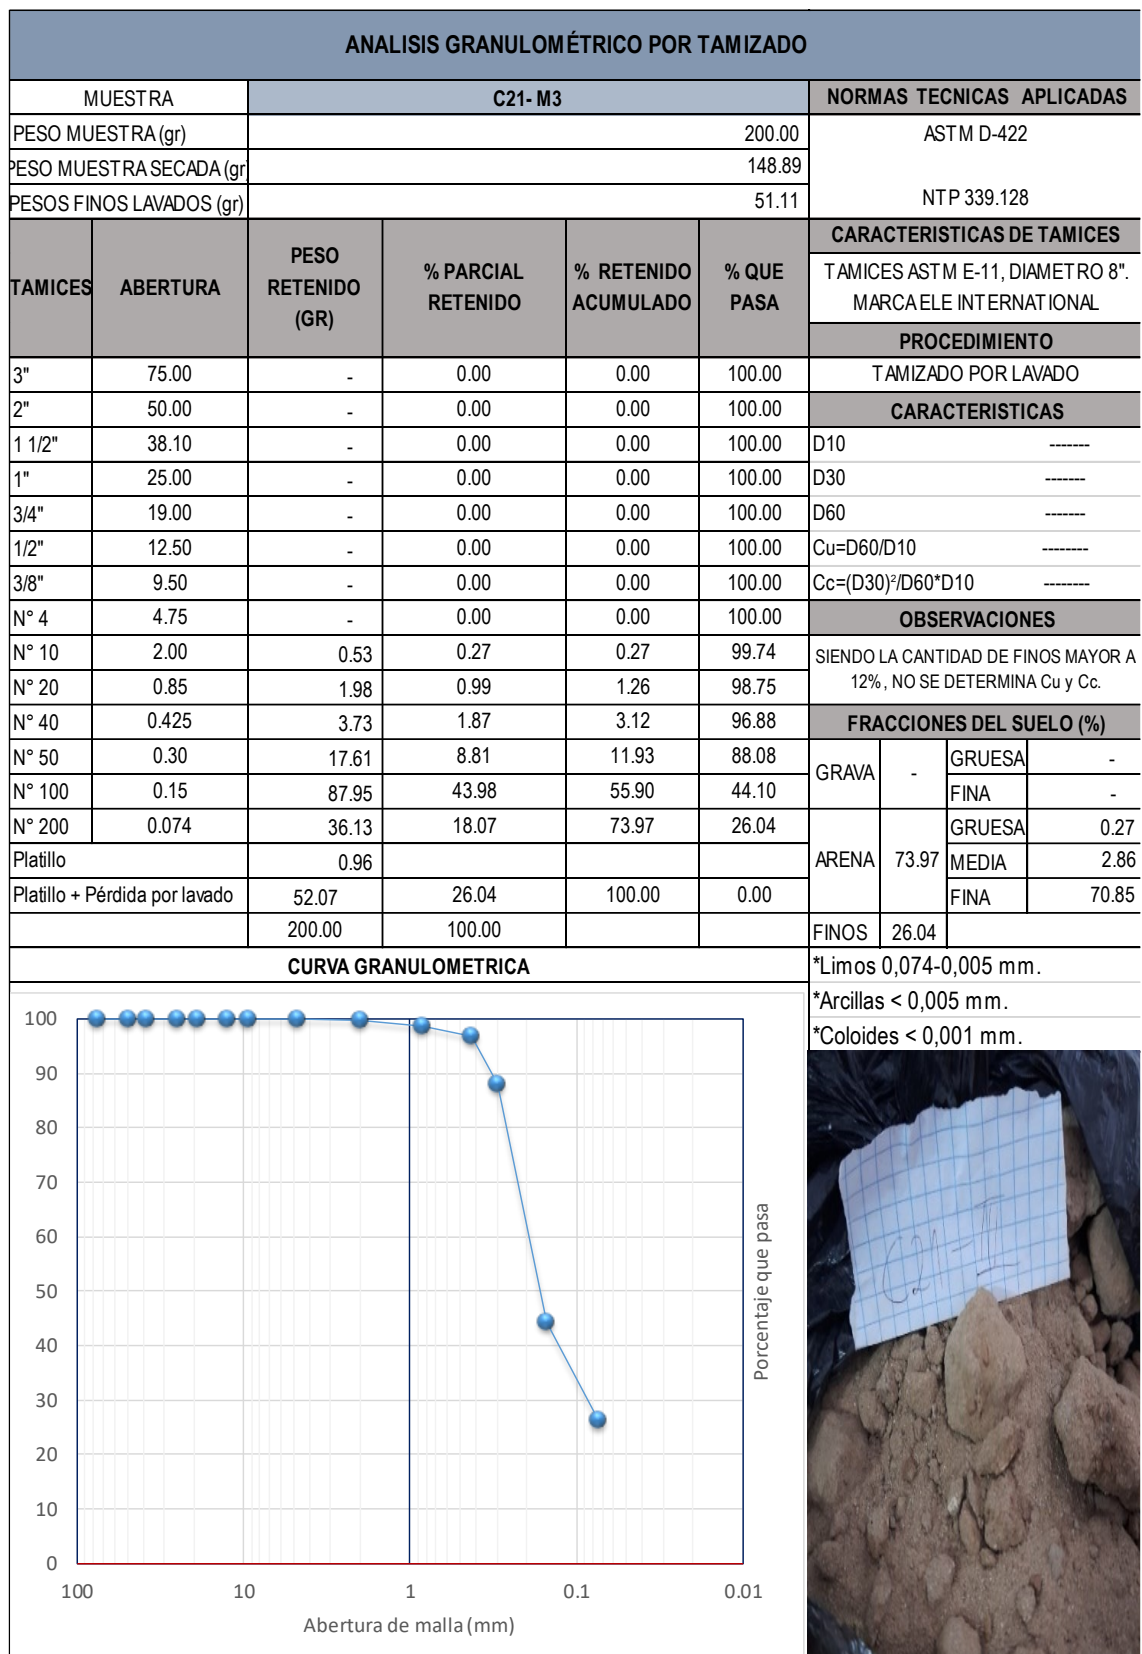 ANALISIS GRANULOMÉTRICO POR TAMIZADO
MUESTRA C21- M3 NORMAS TECNICAS APLICADAS
PESO MUESTRA (gr) 200.00 ASTM D-422
PESO MUESTRA SECADA (gr 148.89
PESOS FINOS LAVADOS (gr) 51.11 NTP 339.128
TAMICES ABERTURA PESO RETENIDO (GR) % PARCIAL RETENIDO % RETENIDO ACUMULADO % QUE PASA CARACTERISTICAS DE TAMICES
TAMICES ASTM E-11, DIAMETRO 8".
MARCA ELE INTERNATIONAL
PROCEDIMIENTO
3" 75.00 - 0.00 0.00 100.00 TAMIZADO POR LAVADO
2" 50.00 - 0.00 0.00 100.00 CARACTERISTICAS
1 1/2" 38.10 - 0.00 0.00 100.00 D10 -------
1" 25.00 - 0.00 0.00 100.00 D30 -------
3/4" 19.00 - 0.00 0.00 100.00 D60 -------
1/2" 12.50 - 0.00 0.00 100.00 Cu=D60/D10 --------
3/8" 9.50 - 0.00 0.00 100.00 Cc=(D30)²/D60*D10 --------
N° 4 4.75 - 0.00 0.00 100.00 OBSERVACIONES
N° 10 2.00 0.53 0.27 0.27 99.74 SIENDO LA CANTIDAD DE FINOS MAYOR A
N° 20 0.85 1.98 0.99 1.26 98.75 12%, NO SE DETERMINA Cu y Cc.
N° 40 0.425 3.73 1.87 3.12 96.88 FRACCIONES DEL SUELO (%)
N° 50 0.30 17.61 8.81 11.93 88.08 GRAVA - GRUESA -
N° 100 0.15 87.95 43.98 55.90 44.10 FINA -
N° 200 0.074 36.13 18.07 73.97 26.04 GRUESA 0.27
Platillo 0.96 ARENA 73.97 MEDIA 2.86
Platillo + Pérdida por lavado 52.07 26.04 100.00 0.00 FINA 70.85
200.00 100.00 FINOS 26.04
CURVA GRANULOMETRICA *Limos 0,074-0,005 mm.
*Arcillas < 0,005 mm.
*Coloides < 0,001 mm.
100
90
80
70
60
50
40
30
20
10
0
100 10 1 0.1 0.01
Abertura de malla (mm)
Porcentaje que pasa
C21-III